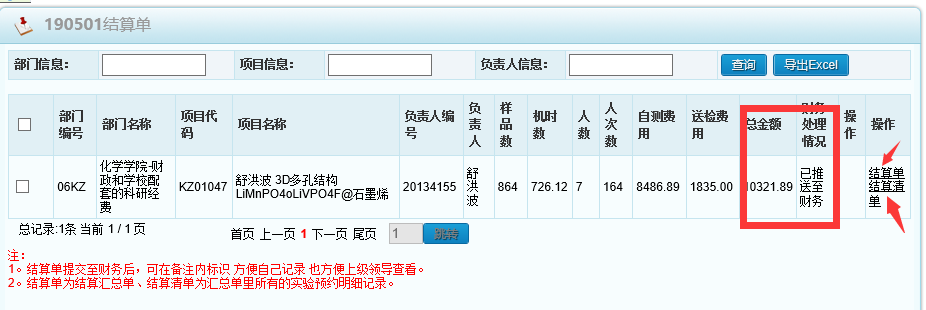 190501结算单
部门信息： 项目信息： 负责人信息： 查询 导出Excel
部门编号 部门名称 项目代码 项目名称 负责人编号 负责人 样品数 机时数 人数 人次数 自测费用 送检费用 总金额 财务处理情况 操作 操作
06KZ 化学学院-财政和学校配套的科研经费 KZ01047 舒洪波 3D多孔结构LiMnPO4oLiVPO4F@石墨烯 20134155 舒洪波 864 726.12 7 164 8486.89 1835.00 10321.89 已推送至财务 结算单 结算清单
总记录:1条 当前 1 / 1 页 首页 上一页 1 下一页 尾页 1 跳转
注：
1。结算单提交至财务后，可在备注内标识 方便自己记录 也方便上级领导查看。
2。结算单为结算汇总单、结算清单为汇总单里所有的实验预约明细记录。